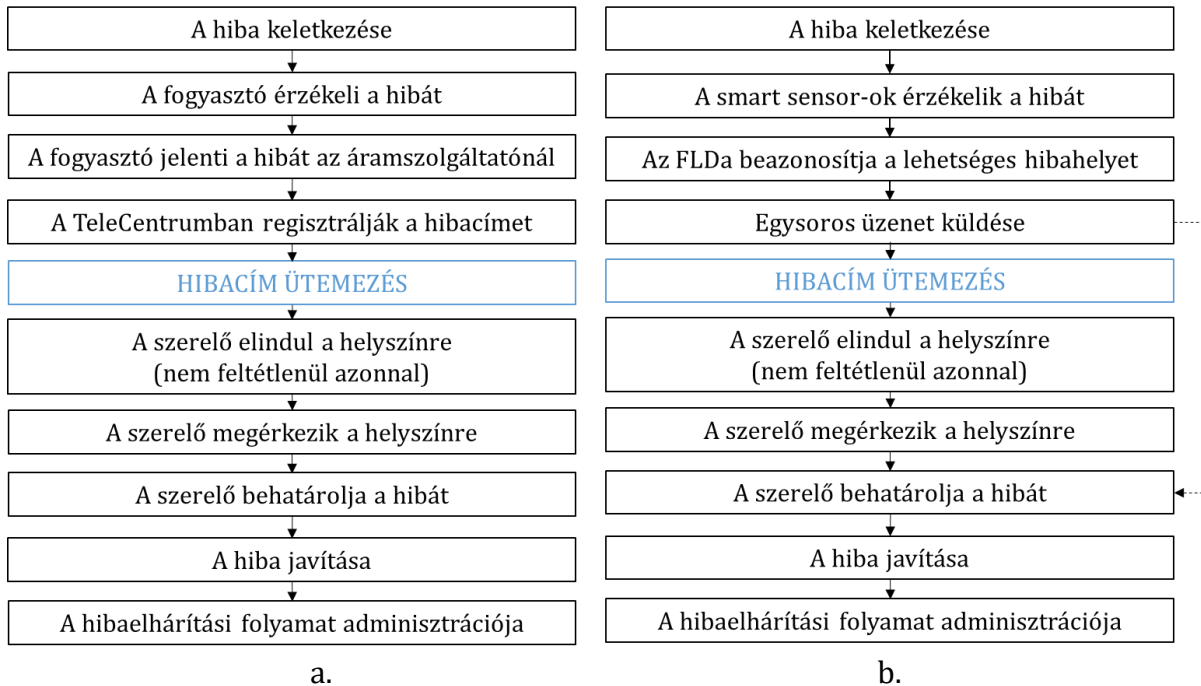 A hiba keletkezése
A fogyasztó érzékeli a hibát
A fogyasztó jelenti a hibát az áramszolgáltatónál
A TeleCentrumban regisztrálják a hibacímet
HIBACÍM ÜTEMEZÉS
A szerelő elindul a helyszínre
(nem feltétlenül azonnal)
A szerelő megérkezik a helyszínre
A szerelő behatárolja a hibát
A hiba javítása
A hibaelhárítási folyamat adminisztrációja
a.
A hiba keletkezése
A smart sensor-ok érzékelik a hibát
Az FLDa beazonosítja a lehetséges hibahelyet
Egysoros üzenet küldése
HIBACÍM ÜTEMEZÉS
A szerelő elindul a helyszínre
(nem feltétlenül azonnal)
A szerelő megérkezik a helyszínre
A szerelő behatárolja a hibát
A hiba javítása
A hibaelhárítási folyamat adminisztrációja
b.